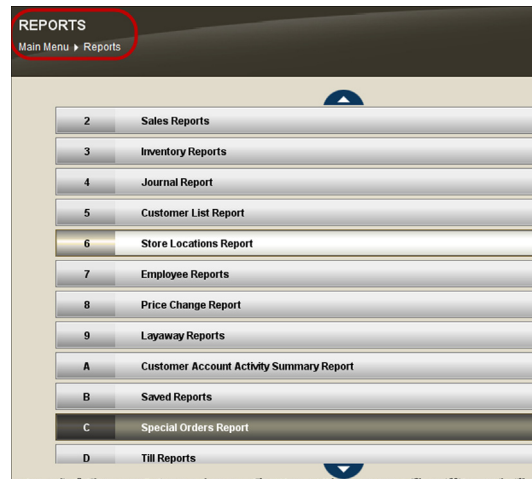 REPORTS
Main Menu ▸ Reports
2 Sales Reports
3 Inventory Reports
4 Journal Report
5 Customer List Report
6 Store Locations Report
7 Employee Reports
8 Price Change Report
9 Layaway Reports
A Customer Account Activity Summary Report
B Saved Reports
C Special Orders Report
D Till Reports